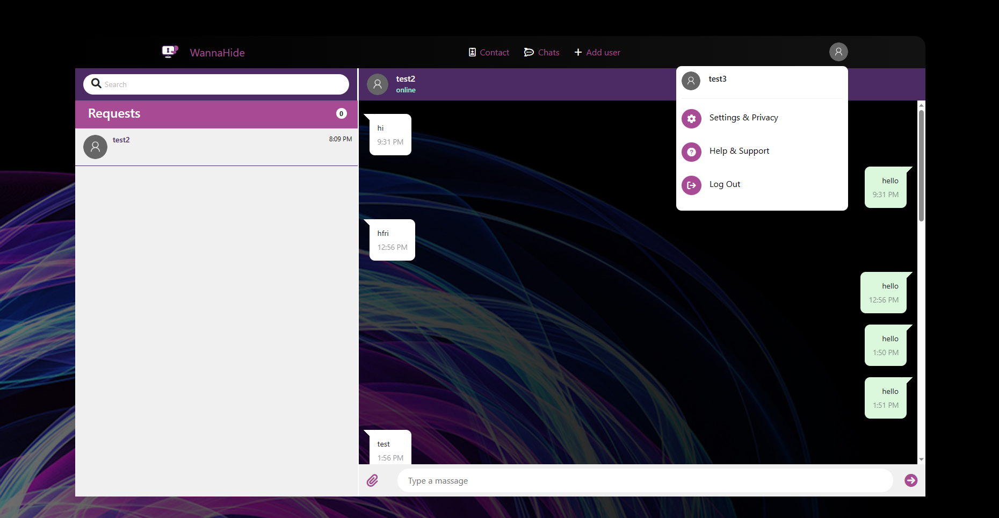 WannaHide
Contact
Chats
Add user
Search
test2
online
test3
Requests
0
Settings & Privacy
test2
8:09 PM
hi
9:31 PM
Help & Support
hello
9:31 PM
Log Out
hfri
12:56 PM
hello
12:56 PM
hello
1:50 PM
hello
1:51 PM
test
1:56 PM
Type a massage